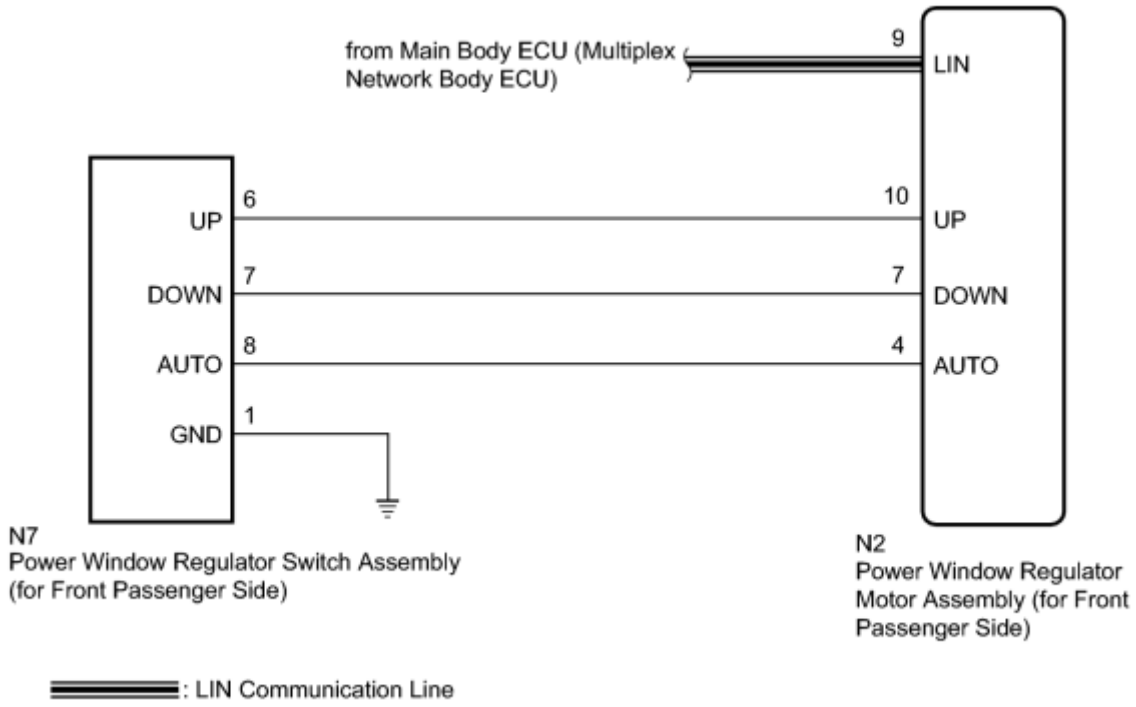 from Main Body ECU (Multiplex
Network Body ECU)
9
LIN
UP
6
10
UP
DOWN
7
7
DOWN
AUTO
8
4
AUTO
GND
1
N7
Power Window Regulator Switch Assembly
(for Front Passenger Side)
N2
Power Window Regulator
Motor Assembly (for Front
Passenger Side)
: LIN Communication Line